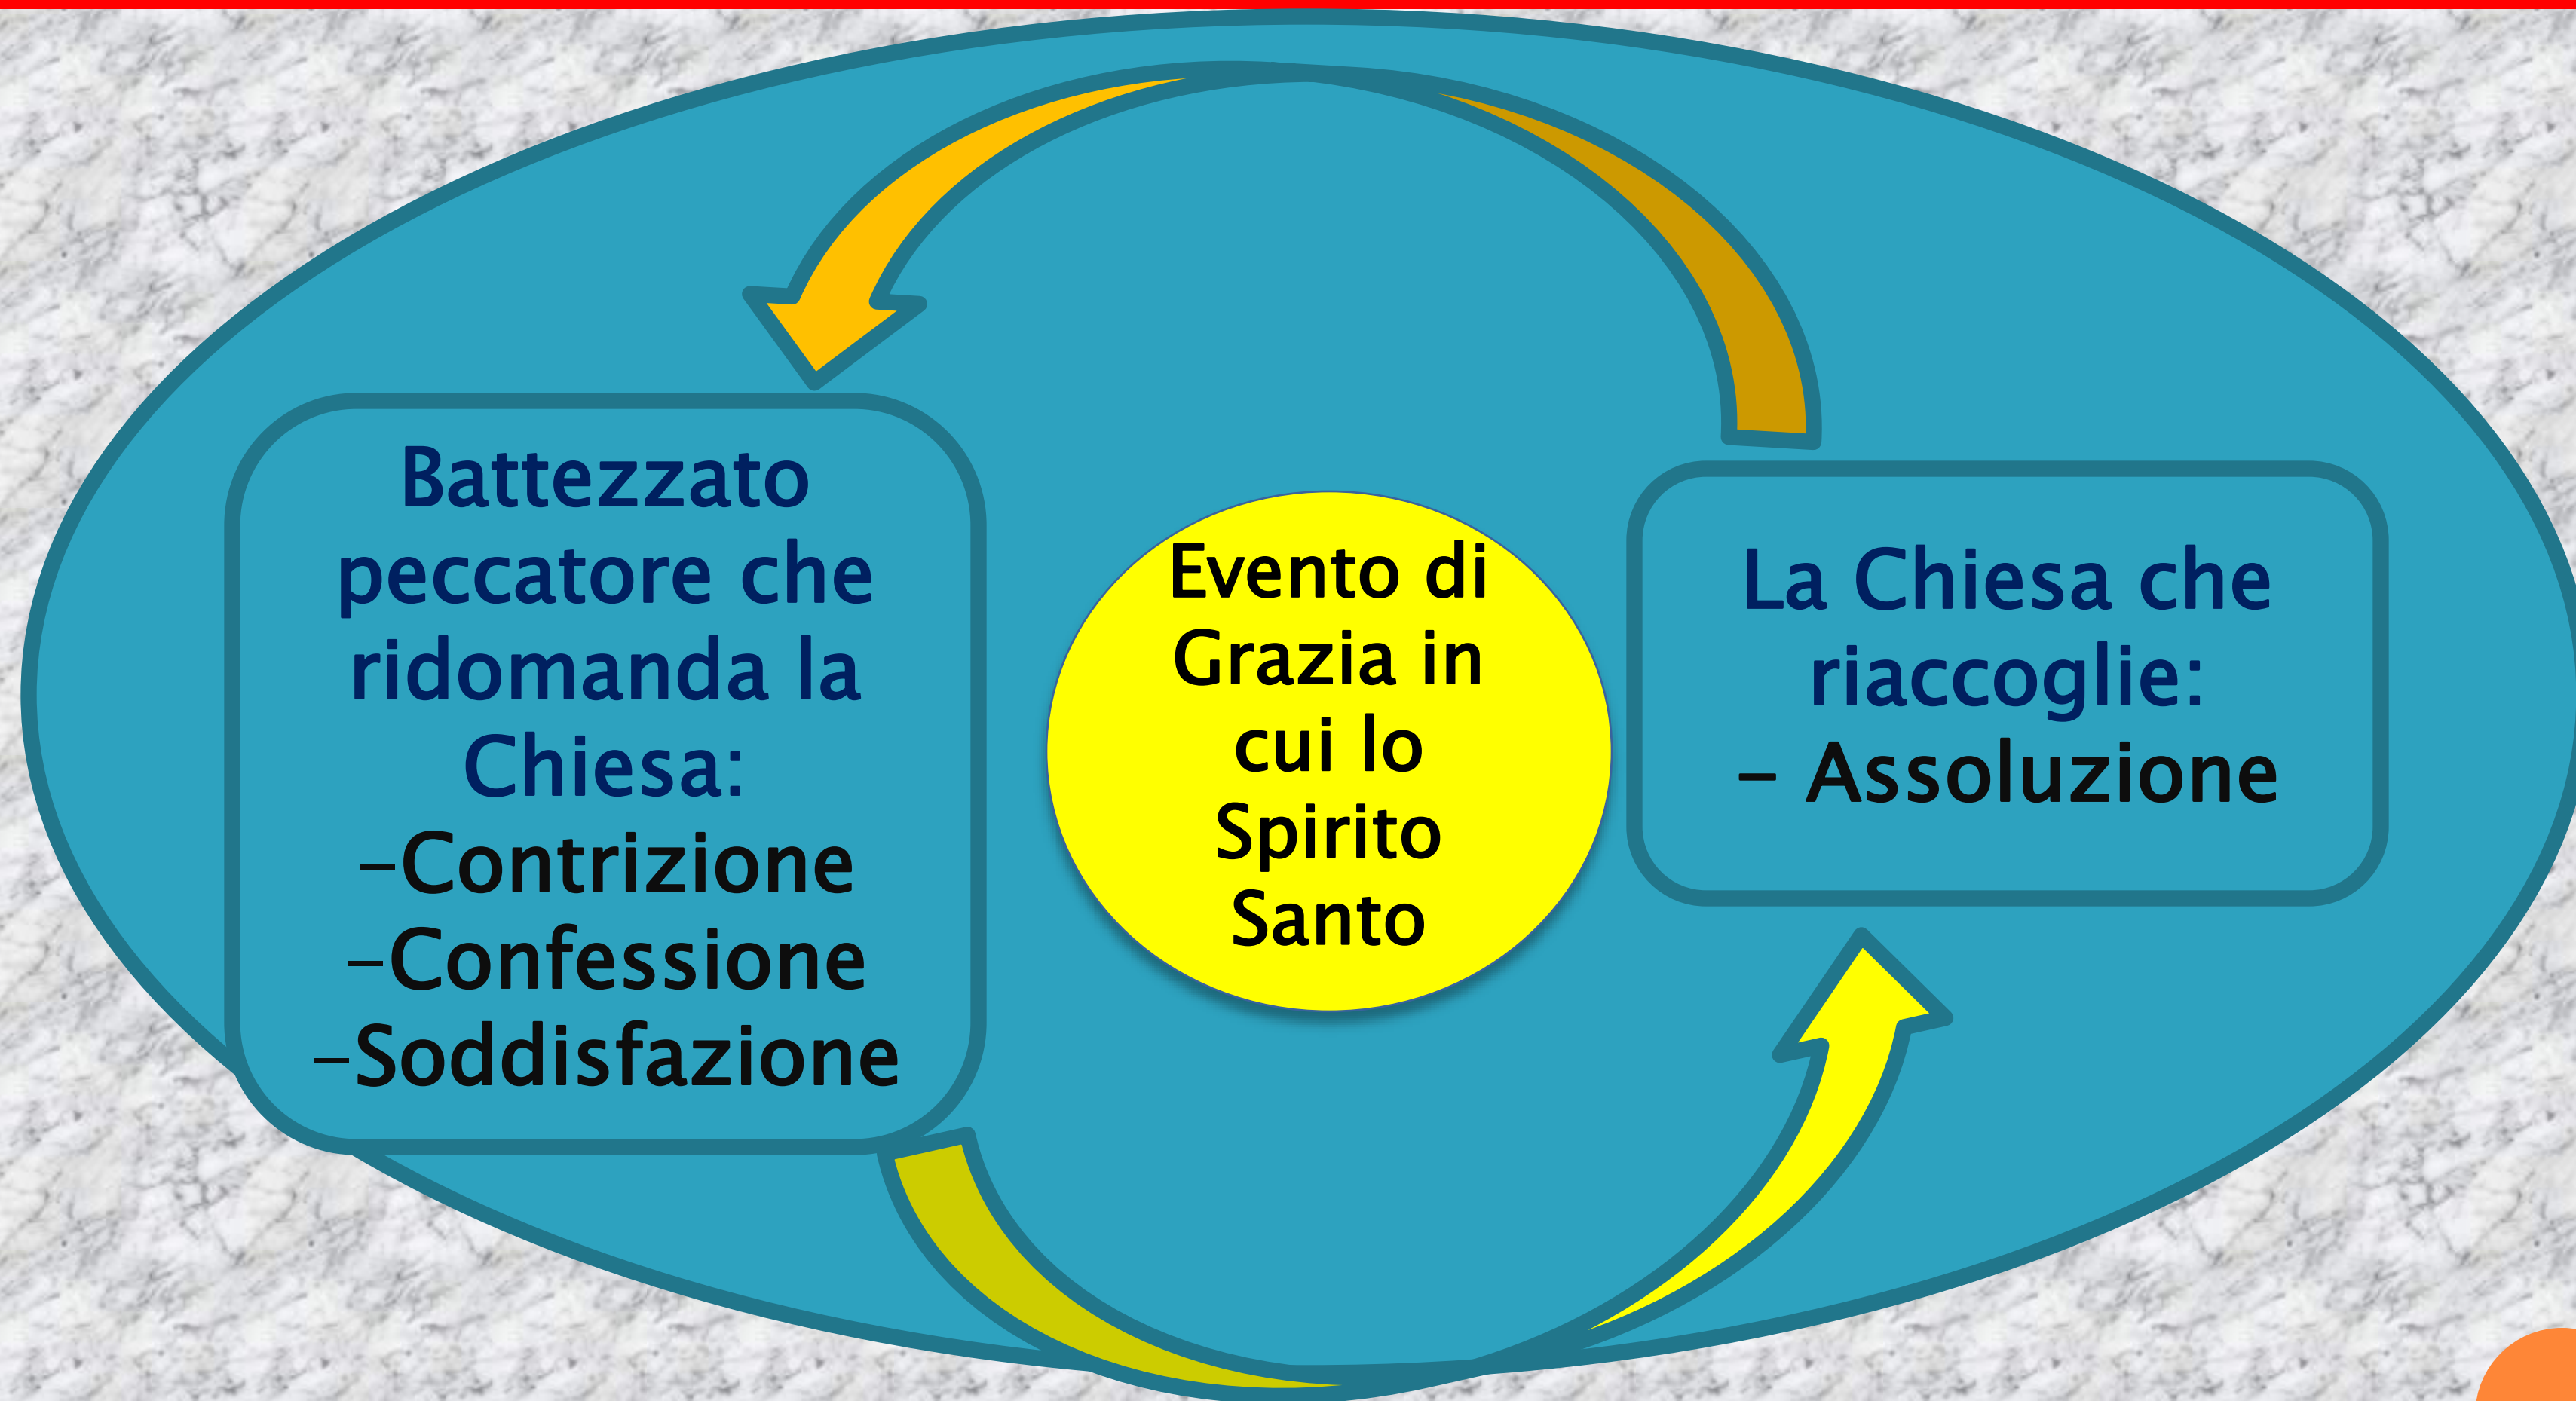 Battezzato
peccatore che
ridomanda la
Chiesa:
-Contrizione
-Confessione
-Soddisfazione
Evento di
Grazia in
cui lo
Spirito
Santo
La Chiesa che
riaccoglie:
- Assoluzione